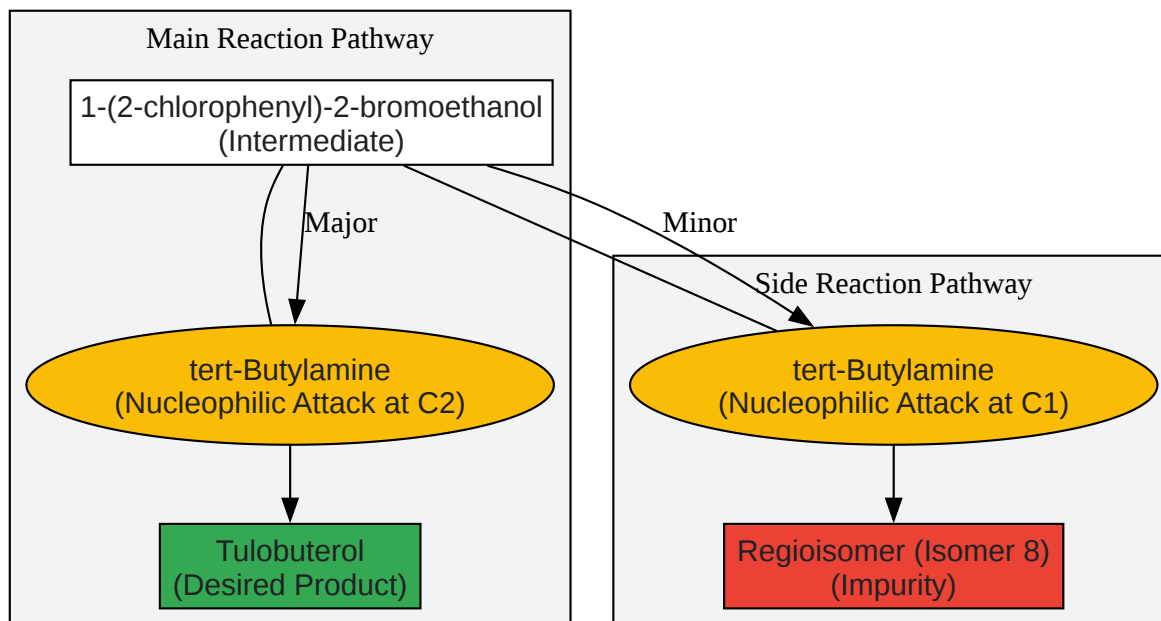 Main Reaction Pathway
1-(2-chlorophenyl)-2-bromoethanol
(Intermediate)
Major
Minor
Side Reaction Pathway
tert-Butylamine
(Nucleophilic Attack at C2)
tert-Butylamine
(Nucleophilic Attack at C1)
Tulobuterol
(Desired Product)
Regioisomer (Isomer 8)
(Impurity)